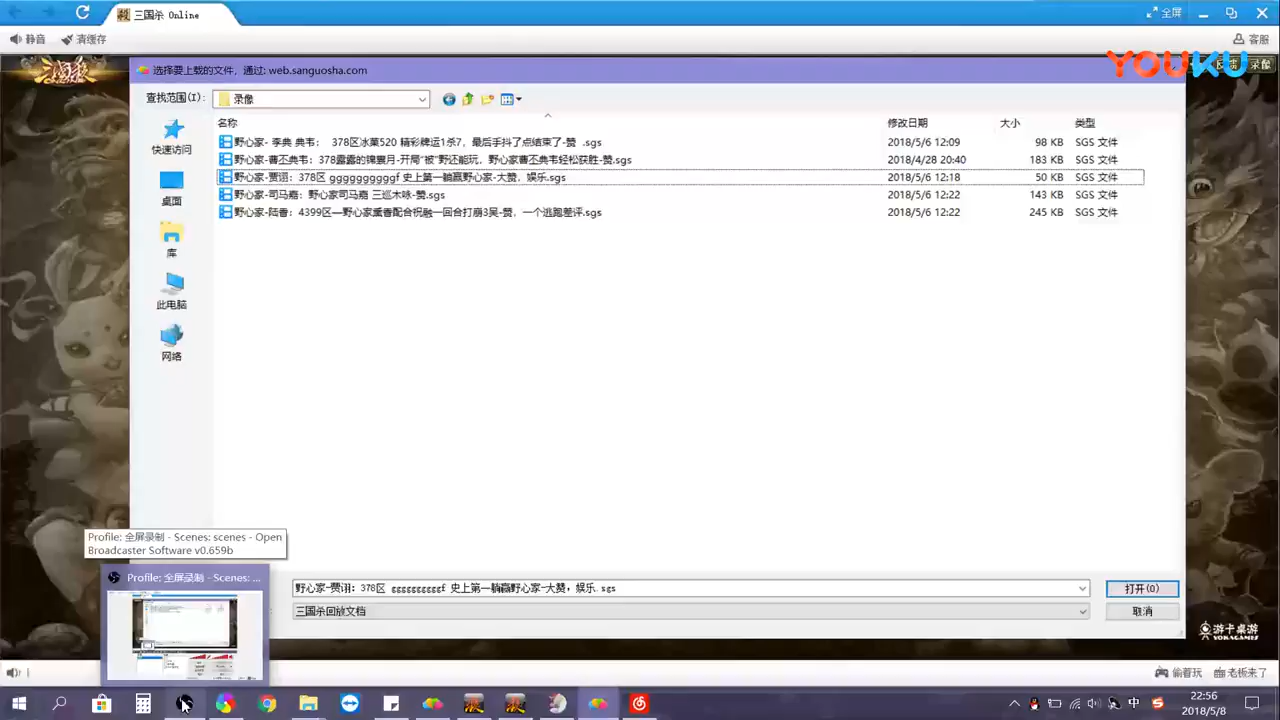 三国杀 Online
全屏
静音
清缓存
客服
三国杀
YOUKU
录像
选择要上载的文件，通过: web.sanguosha.com
查找范围(I):
录像
名称
修改日期
大小
类型
野心家- 李典 典韦： 378区冰菓520 精彩牌运1杀7，最后手抖了点结束了-赞 .sgs
2018/5/6 12:09
98 KB
SGS 文件
野心家-曹丕典韦：378露露的锦霙月-开局"被"野还能玩，野心家曹丕典韦轻松获胜-赞.sgs
2018/4/28 20:40
183 KB
SGS 文件
野心家-贾诩：378区 ggggggggggf 史上第一躺赢野心家-大赞，娱乐.sgs
2018/5/6 12:18
50 KB
SGS 文件
野心家-司马嘉：野心家司马嘉 三巡木咏-赞.sgs
2018/5/6 12:22
143 KB
SGS 文件
野心家-陆香：4399区—野心家薰香配合祝融一回合打崩3吴-赞，一个逃跑差评.sgs
2018/5/6 12:22
245 KB
SGS 文件
快速访问
桌面
库
此电脑
网络
Profile: 全屏录制 - Scenes: scenes - Open
Broadcaster Software v0.659b
Profile: 全屏录制 - Scenes: ...
野心家-贾诩：378区 ggggggggggf 史上第一躺赢野心家-大赞，娱乐.sgs
打开(O)
三国杀回放文档
取消
游卡桌游
YOKAGAMES
偷着玩
老板来了
中
22:56
2018/5/8